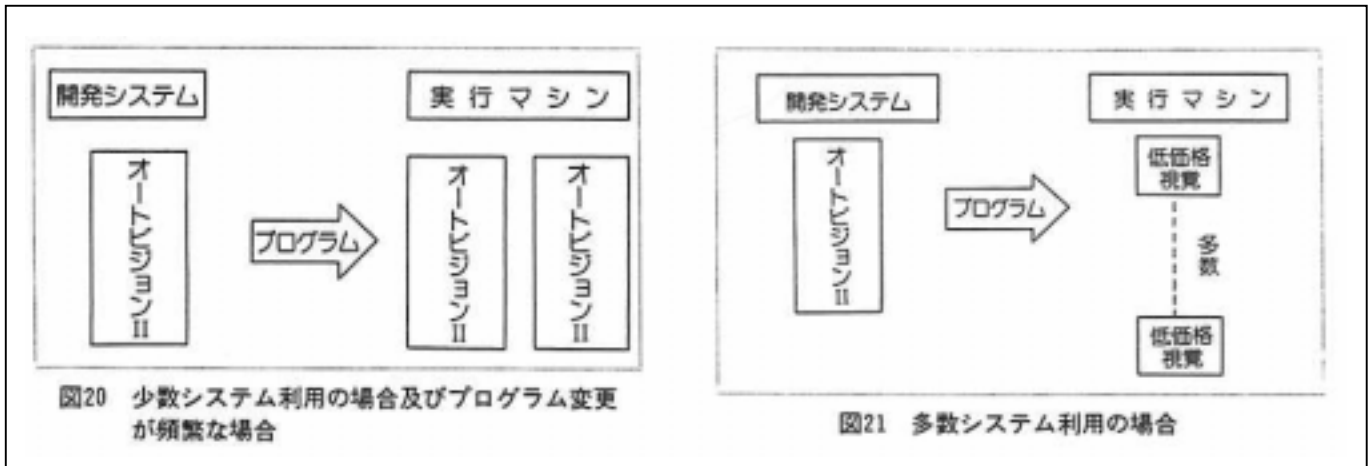 開発システム
実行マシン
オートビジョンII
プログラム
オートビジョンII
オートビジョンII
図20 少数システム利用の場合及びプログラム変更
が頻繁な場合
開発システム
実行マシン
オートビジョンII
プログラム
低価格
視覚
多数
低価格
視覚
図21 多数システム利用の場合